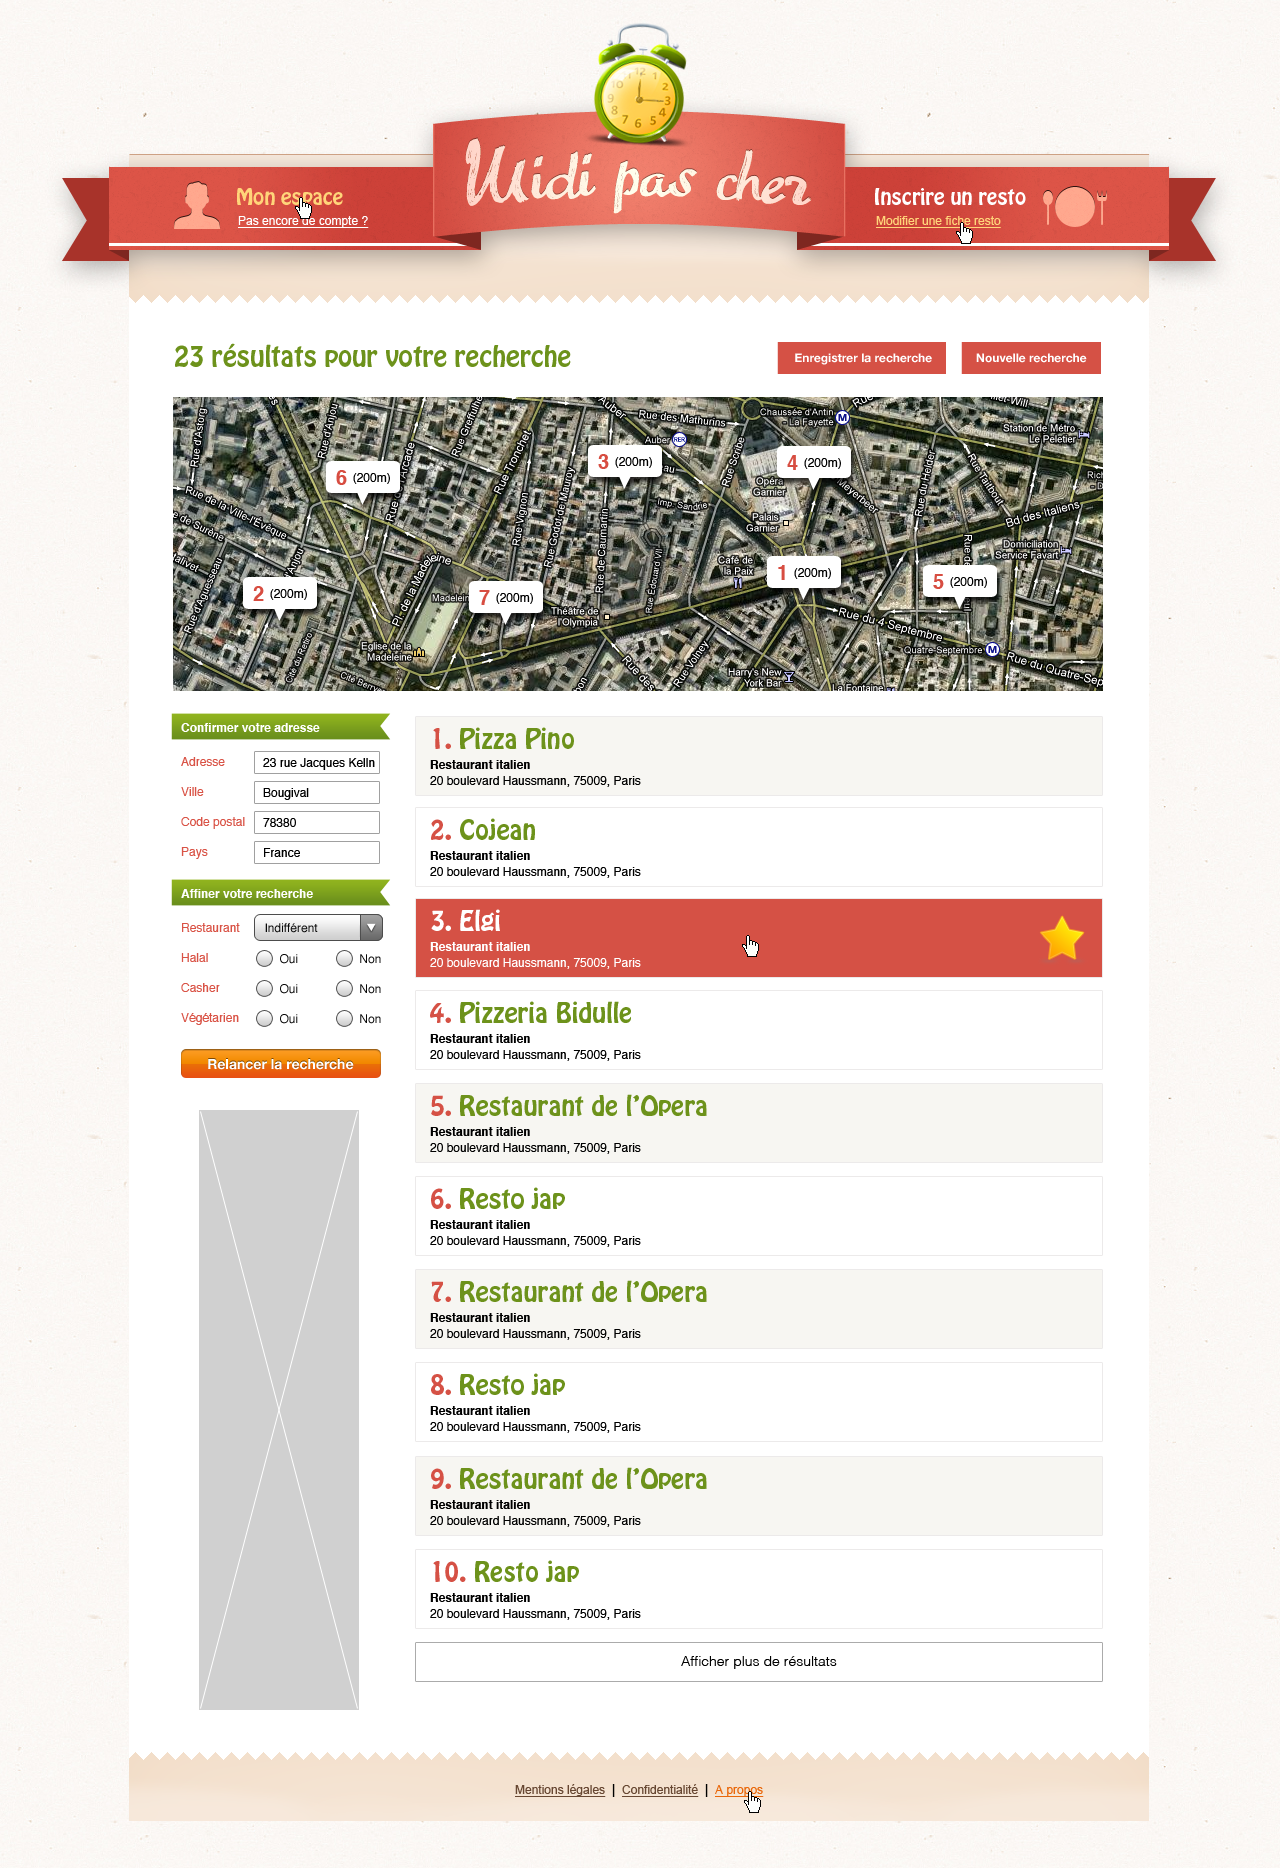 Midi pas cher
Mon espace
Pas encore de compte ?
Inscrire un resto
Modifier une fiche resto
23 résultats pour votre recherche
Enregistrer la recherche
Nouvelle recherche
Rue d'Astorg
Rue d'Anjou
Rue Greffulhe
Rue Tronchet
Auber
Rue des Mathurins
Chaussée d'Antin
La Fayette
M
Station de Métro
Le Peletier
Auber
RER
Rue Scribe
Opéra
Garnier
Meyerbeer
Rue du Helder
Rue Taitbout
6 (200m)
3 (200m)
4 (200m)
Rue de la Ville-l'Évêque
Rue Vignon
Rue Godot de Mauroy
Rue de Caumartin
Imp. Sandrie
Palais
Garnier
Bd des Italiens
Domiciliation
Service Favart
Café de
la Paix
Rue Edouard VII
1 (200m)
5 (200m)
2 (200m)
7 (200m)
Rue d'Aguesseau
Pl. de la Madeleine
Théâtre de
l'Olympia
Rue du 4 Septembre
Eglise de la
Madeleine
Cité du Retiro
Rue Volney
Harry's New
York Bar
Quatre-Septembre
M
Rue du Quatre-Sep
La Fontaine
Confirmer votre adresse
Adresse
23 rue Jacques Kelln
Ville
Bougival
Code postal
78380
Pays
France
Affiner votre recherche
Restaurant
Indifférent
Halal
Oui
Non
Casher
Oui
Non
Végétarien
Oui
Non
Relancer la recherche
1. Pizza Pino
Restaurant italien
20 boulevard Haussmann, 75009, Paris
2. Cojean
Restaurant italien
20 boulevard Haussmann, 75009, Paris
3. Elgi
Restaurant italien
20 boulevard Haussmann, 75009, Paris
4. Pizzeria Bidulle
Restaurant italien
20 boulevard Haussmann, 75009, Paris
5. Restaurant de l'Opera
Restaurant italien
20 boulevard Haussmann, 75009, Paris
6. Resto jap
Restaurant italien
20 boulevard Haussmann, 75009, Paris
7. Restaurant de l'Opera
Restaurant italien
20 boulevard Haussmann, 75009, Paris
8. Resto jap
Restaurant italien
20 boulevard Haussmann, 75009, Paris
9. Restaurant de l'Opera
Restaurant italien
20 boulevard Haussmann, 75009, Paris
10. Resto jap
Restaurant italien
20 boulevard Haussmann, 75009, Paris
Afficher plus de résultats
Mentions légales | Confidentialité | A propos